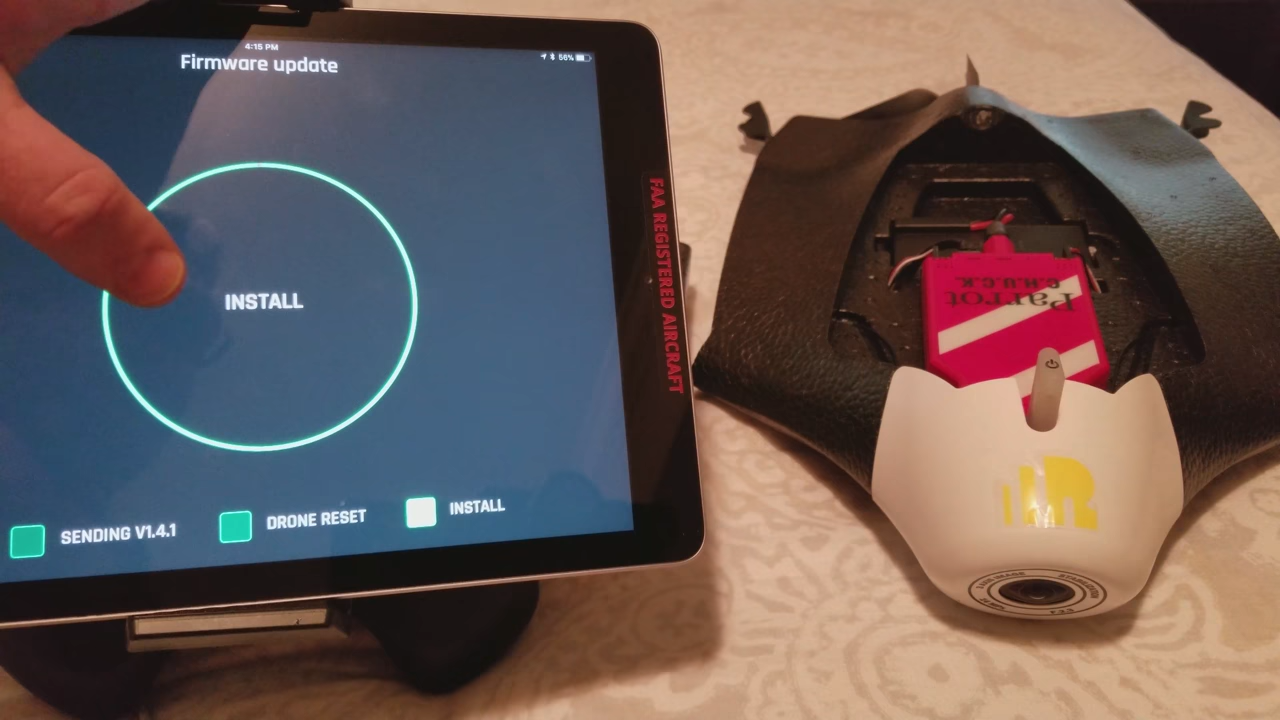 4:15 PM
56%
Firmware update
INSTALL
SENDING V1.4.1
DRONE RESET
INSTALL
FAA REGISTERED AIRCRAFT
Parrot
C.H.U.C.K